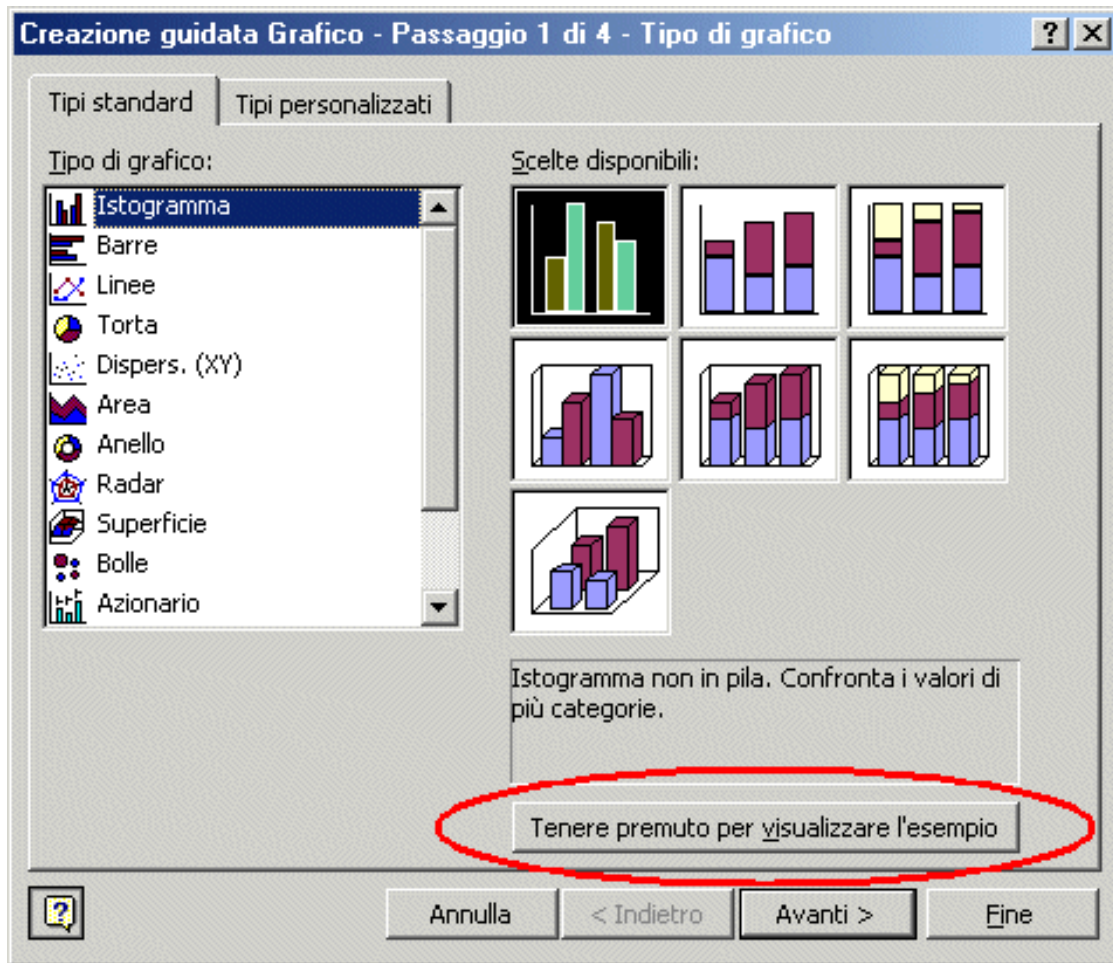 Creazione guidata Grafico - Passaggio 1 di 4 - Tipo di grafico
Tipi standard
Tipi personalizzati
Tipo di grafico:
Istogramma
Barre
Linee
Torta
Dispers. (XY)
Area
Anello
Radar
Superficie
Bolle
Azionario
Scelte disponibili:
Istogramma non in pila. Confronta i valori di
più categorie.
Tenere premuto per visualizzare l'esempio
Annulla
< Indietro
Avanti >
Fine